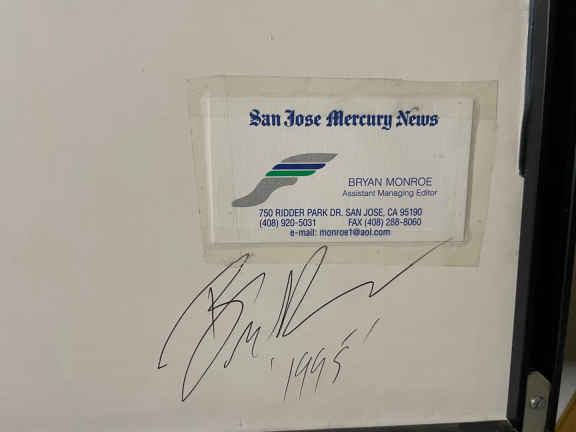 San Jose Mercury News
BRYAN MONROE
Assistant Managing Editor
750 RIDDER PARK DR. SAN JOSE, CA 95190
(408) 920-5031 FAX (408) 288-8060
e-mail: monroe1@aol.com
'1995'